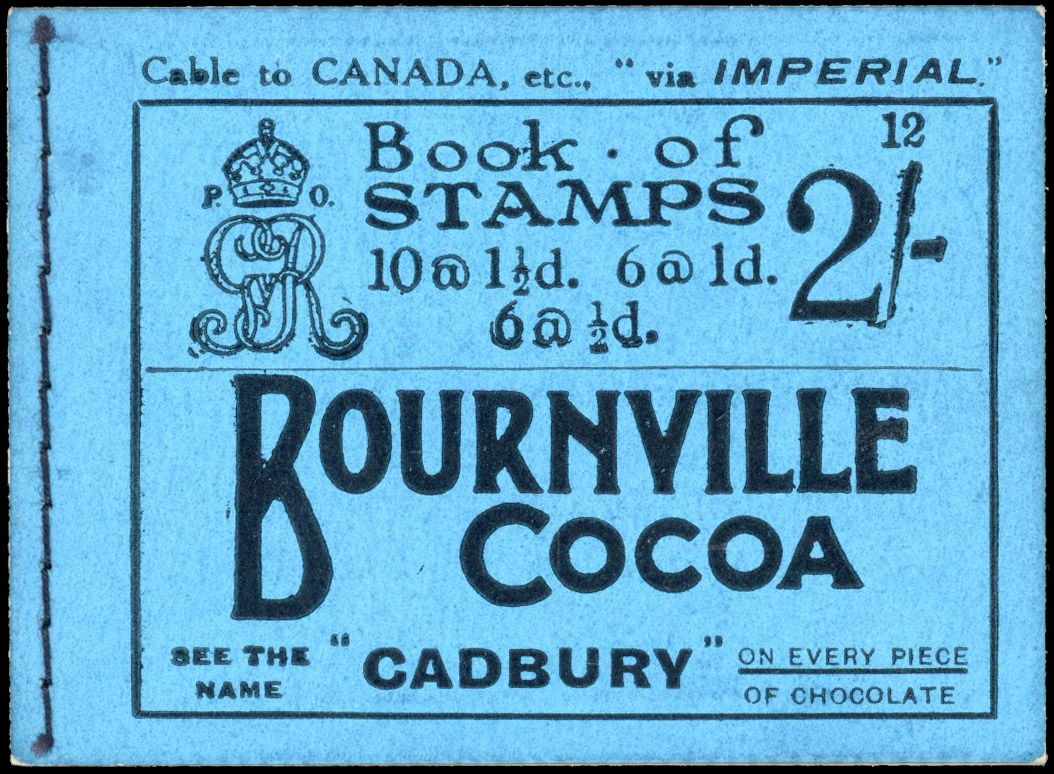 Cable to CANADA, etc., "via IMPERIAL."
12
P. O.
GR
Book · of
STAMPS
2/-
10 @ 1½d. 6 @ 1d.
6 @ ½d.
BOURNVILLE
COCOA
SEE THE
NAME
"CADBURY"
ON EVERY PIECE
OF CHOCOLATE